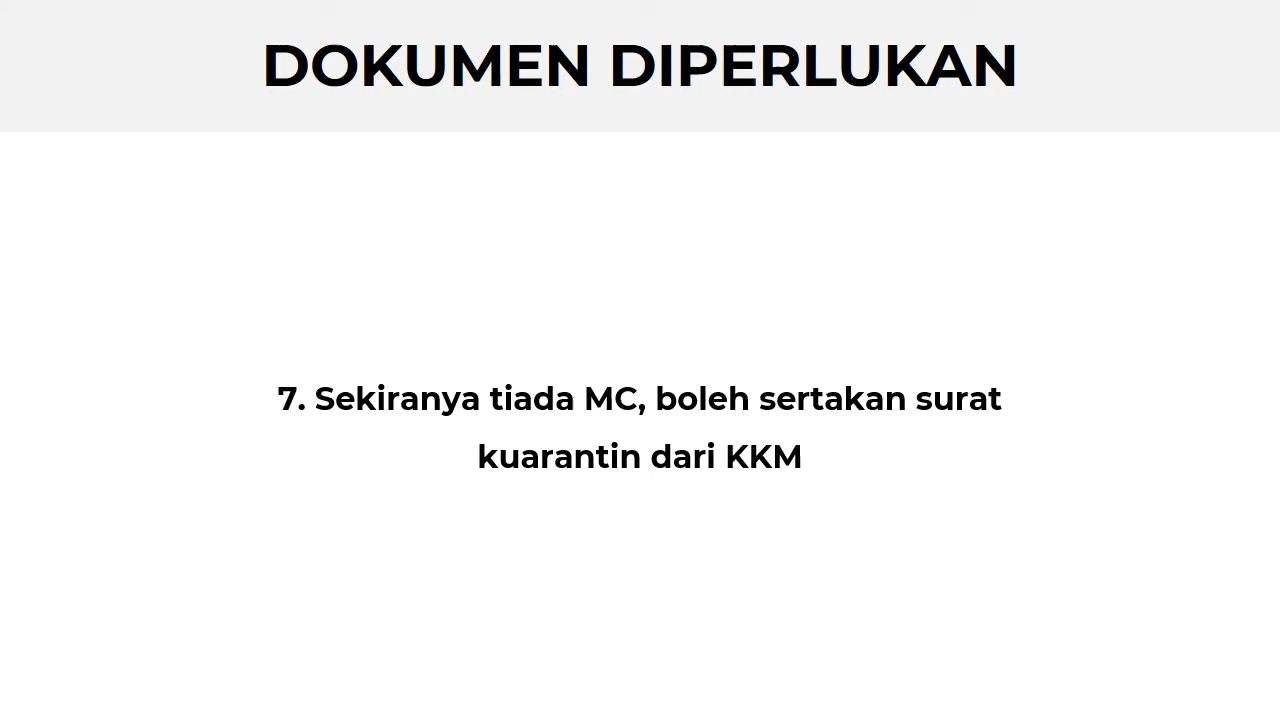 DOKUMEN DIPERLUKAN
7. Sekiranya tiada MC, boleh sertakan surat
kuarantin dari KKM